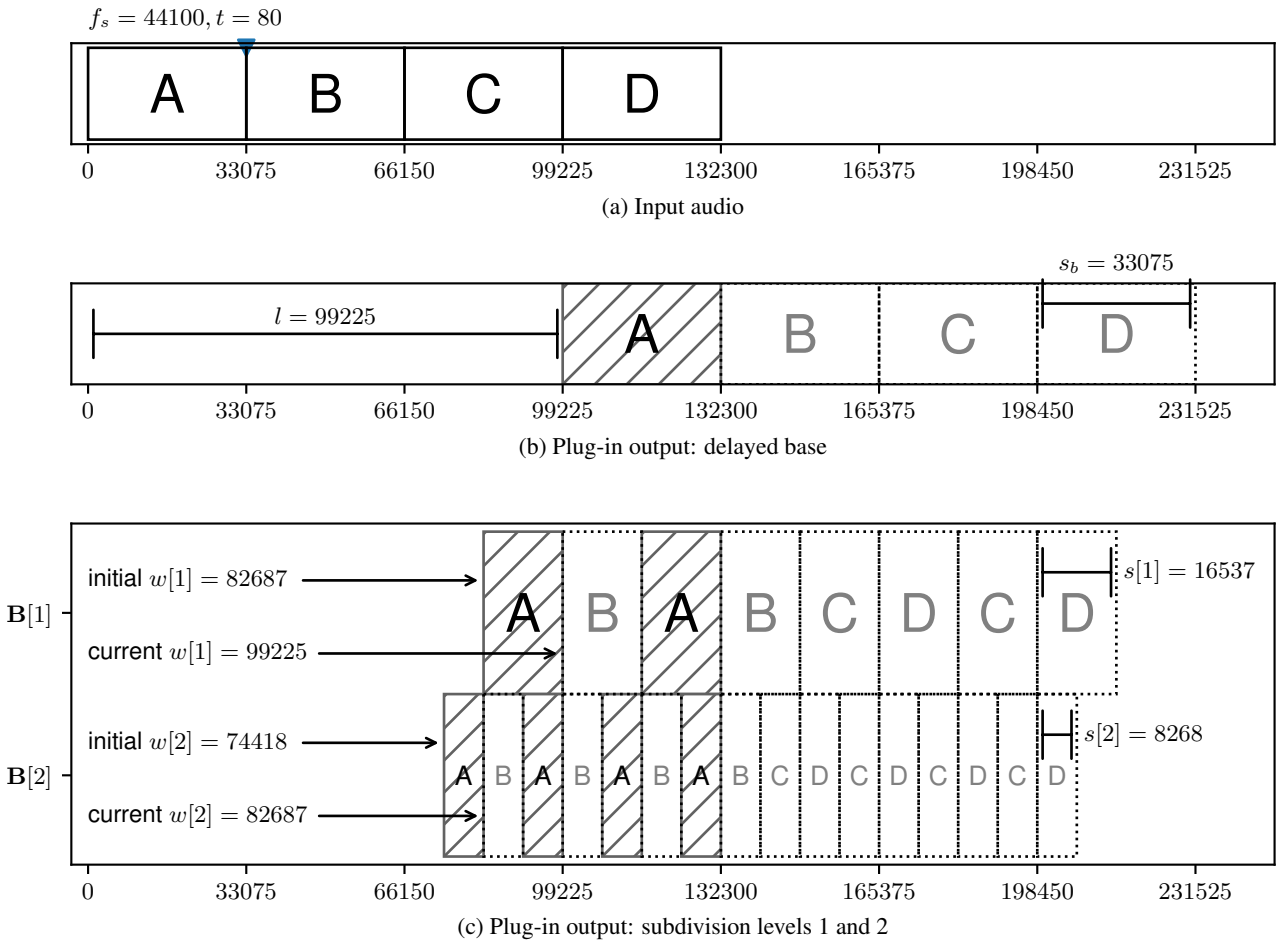 f_s = 44100, t = 80
A B C D
0 33075 66150 99225 132300 165375 198450 231525
(a) Input audio
s_b = 33075
l = 99225
A B C D
0 33075 66150 99225 132300 165375 198450 231525
(b) Plug-in output: delayed base
initial w[1] = 82687
s[1] = 16537
B[1]
A B A B C D C D
current w[1] = 99225
initial w[2] = 74418
s[2] = 8268
B[2]
A B A B A B A B C D C D C D C D
current w[2] = 82687
0 33075 66150 99225 132300 165375 198450 231525
(c) Plug-in output: subdivision levels 1 and 2